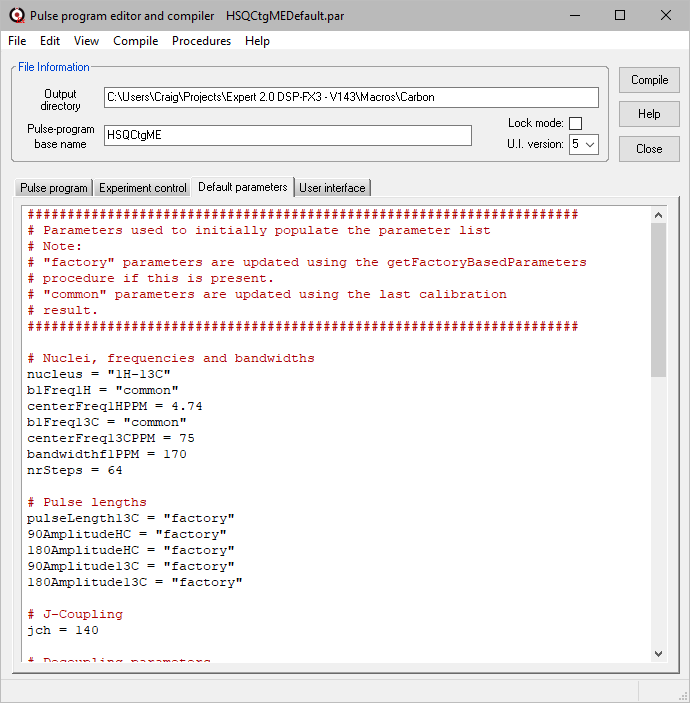 Pulse program editor and compiler HSQCtgMEDefault.par
File Edit View Compile Procedures Help
File Information
Output directory
C:\Users\Craig\Projects\Expert 2.0 DSP-FX3 - V143\Macros\Carbon
Compile
Pulse-program base name
HSQCtgME
Lock mode:
Help
U.I. version: 5
Close
Pulse program Experiment control Default parameters User interface
######################################################################
# Parameters used to initially populate the parameter list
# Note:
# "factory" parameters are updated using the getFactoryBasedParameters
# procedure if this is present.
# "common" parameters are updated using the last calibration
# result.
######################################################################
# Nuclei, frequencies and bandwidths
nucleus = "1H-13C"
b1Freq1H = "common"
centerFreq1HPPM = 4.74
b1Freq13C = "common"
centerFreq13CPPM = 75
bandwidthf1PPM = 170
nrSteps = 64
# Pulse lengths
pulseLength13C = "factory"
90AmplitudeHC = "factory"
180AmplitudeHC = "factory"
90Amplitude13C = "factory"
180Amplitude13C = "factory"
# J-Coupling
jch = 140
# Decoupling parameters